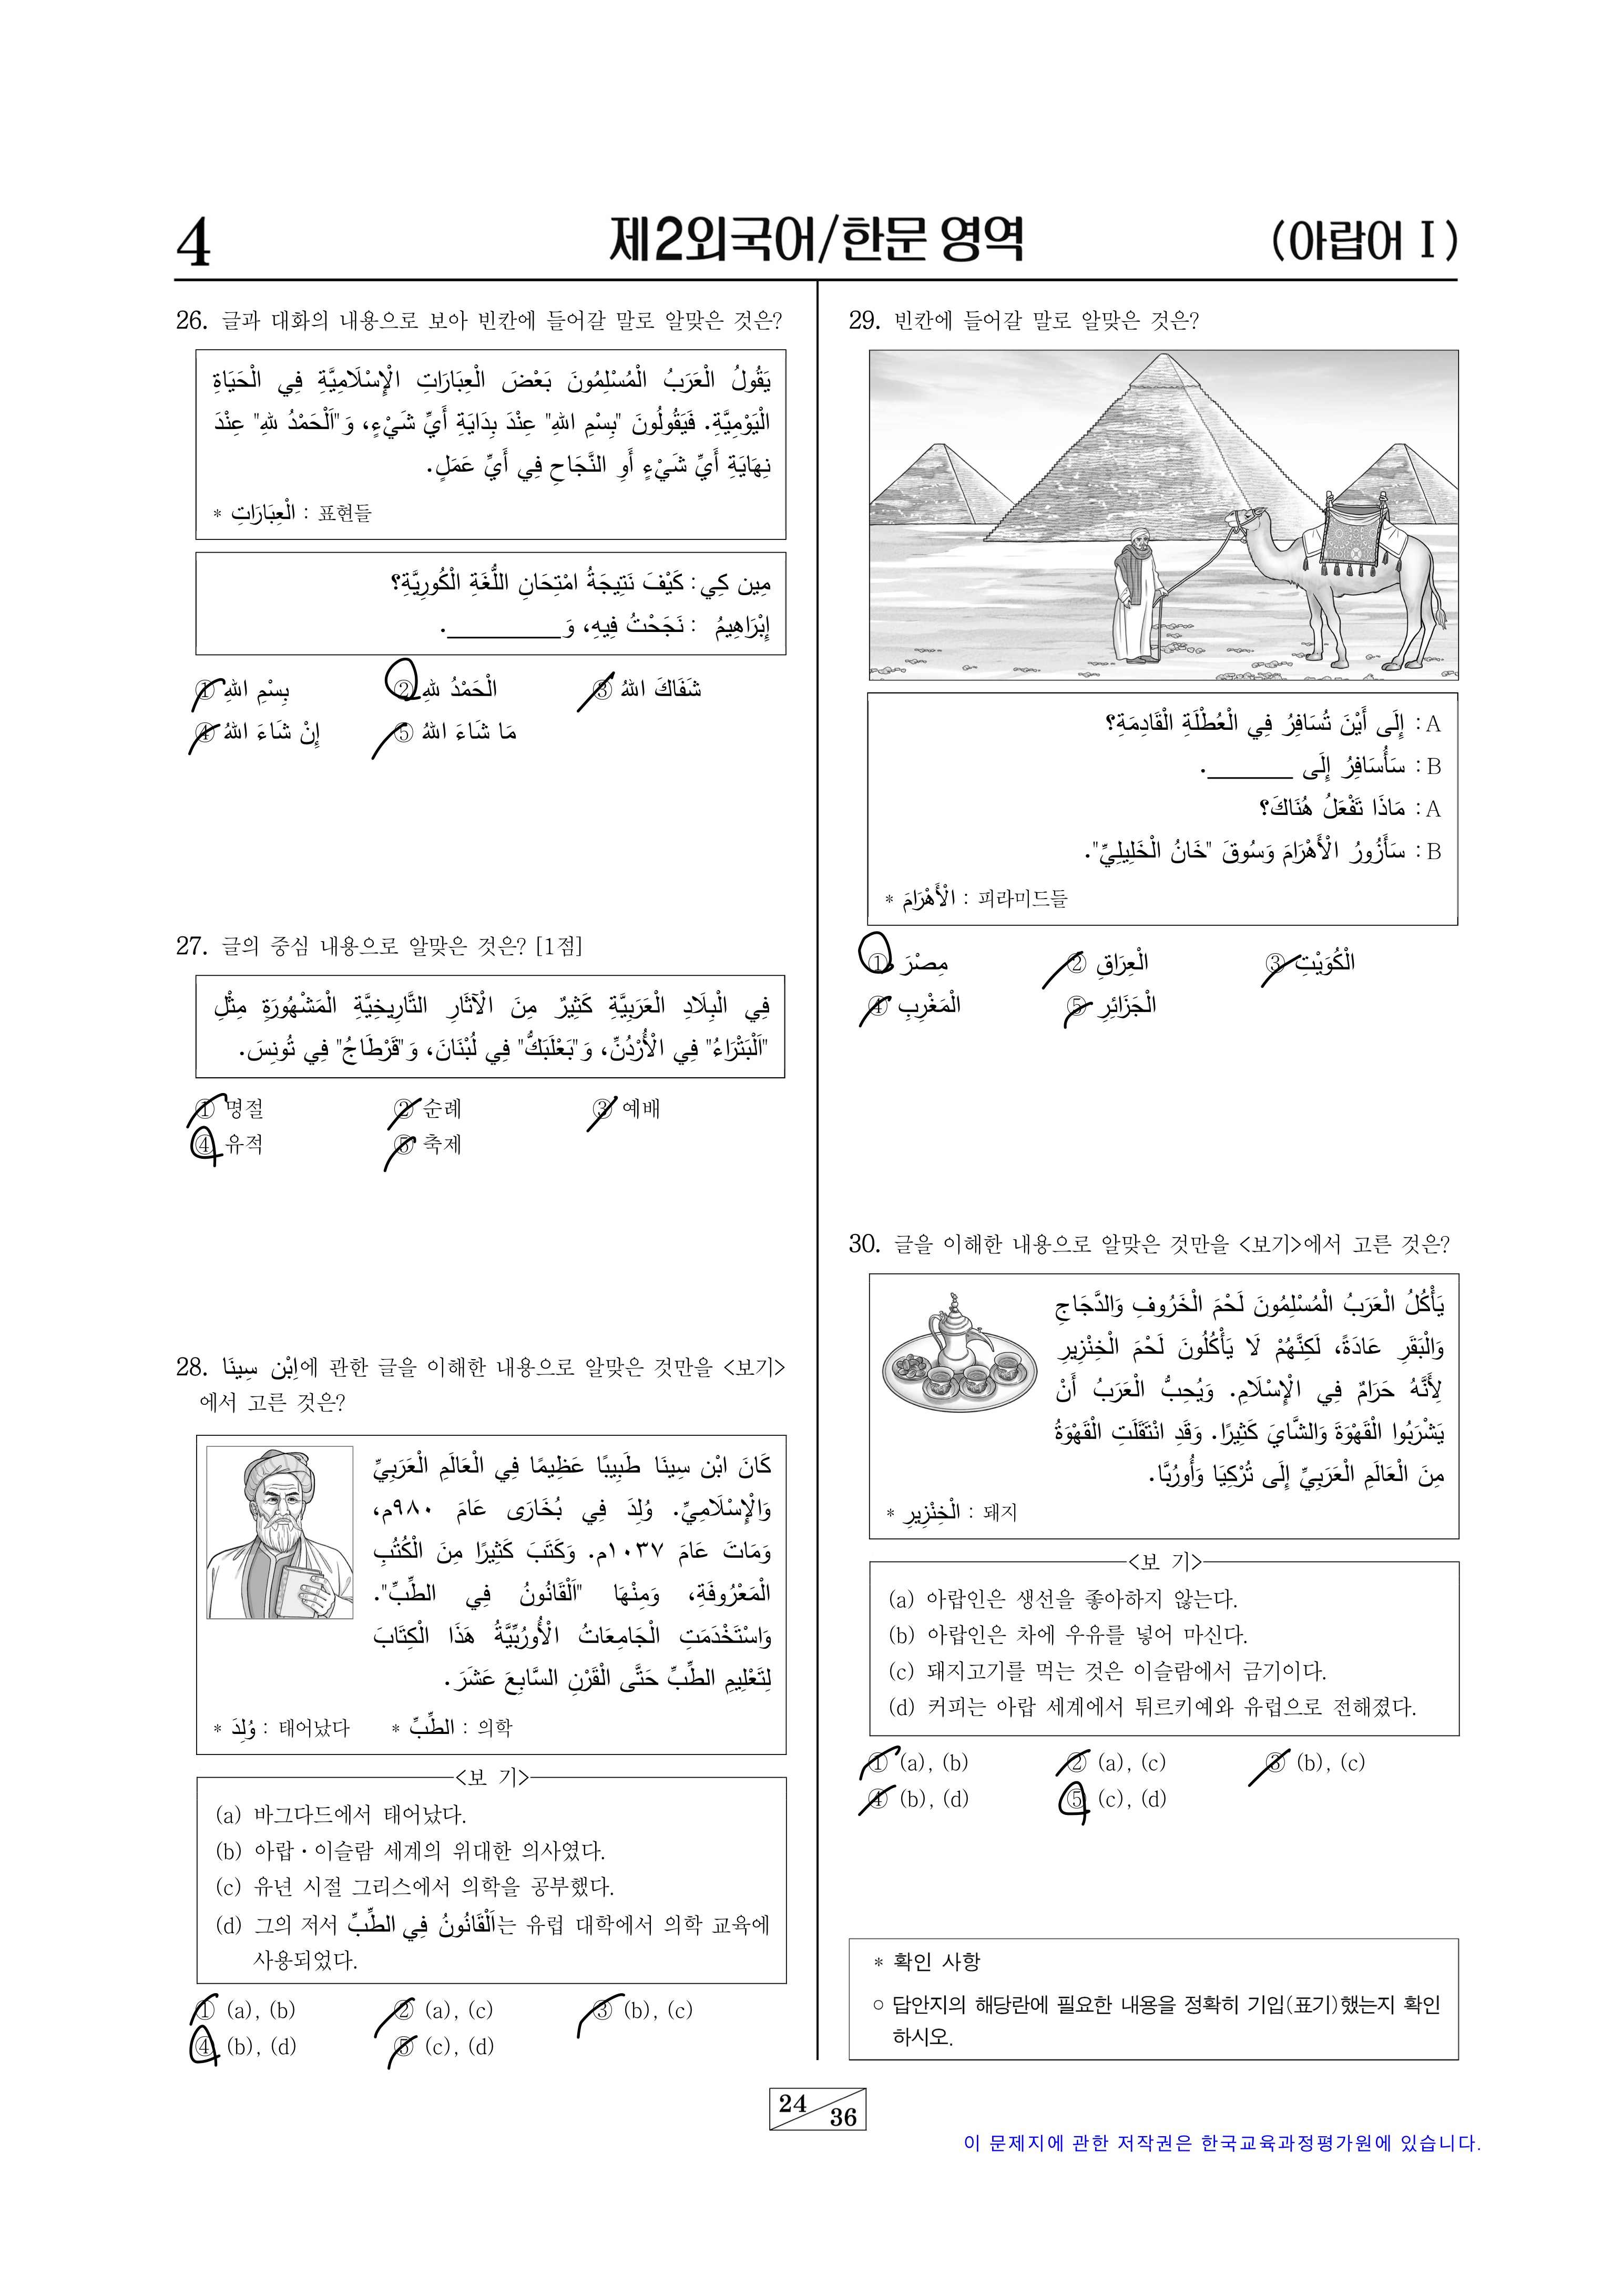 4
제2외국어/한문 영역
(아랍어 I)
26. 글과 대화의 내용으로 보아 빈칸에 들어갈 말로 알맞은 것은?
يَقُولُ الْعَرَبُ الْمُسْلِمُونَ بَعْضَ الْعِبَارَاتِ الْإِسْلَامِيَّةِ فِي الْحَيَاةِ
الْيَوْمِيَّةِ. فَيَقُولُونَ "بِسْمِ اللهِ" عِنْدَ بِدَايَةِ أَيِّ شَيْءٍ، وَ"اَلْحَمْدُ لِلهِ" عِنْدَ
نِهَايَةِ أَيِّ شَيْءٍ أَوِ النَّجَاحِ فِي أَيِّ عَمَلٍ.
* الْعِبَارَاتِ : 표현들
مِين كِي : كَيْفَ نَتِيجَةُ امْتِحَانِ اللُّغَةِ الْكُورِيَّةِ؟
إِبْرَاهِيمُ : نَجَحْتُ فِيهِ، وَ__________.
① بِسْمِ اللهِ ② الْحَمْدُ لِلهِ ③ شَفَاكَ اللهُ
④ إِنْ شَاءَ اللهُ ⑤ مَا شَاءَ اللهُ
27. 글의 중심 내용으로 알맞은 것은? [1점]
فِي الْبِلَادِ الْعَرَبِيَّةِ كَثِيرٌ مِنَ الْآثَارِ التَّارِيخِيَّةِ الْمَشْهُورَةِ مِثْلِ
"اَلْبَتْرَاءُ" فِي الْأُرْدُنِّ، وَ"بَعْلَبَكُّ" فِي لُبْنَانَ، وَ"قَرْطَاجُ" فِي تُونِسَ.
① 명절 ② 순례 ③ 예배
④ 유적 ⑤ 축제
28. اِبْن سِينَا에 관한 글을 이해한 내용으로 알맞은 것만을 <보기>
에서 고른 것은?
كَانَ ابْن سِينَا طَبِيبًا عَظِيمًا فِي الْعَالَمِ الْعَرَبِيِّ
وَالْإِسْلَامِيِّ. وُلِدَ فِي بُخَارَى عَامَ ٩٨٠م،
وَمَاتَ عَامَ ١٠٣٧م. وَكَتَبَ كَثِيرًا مِنَ الْكُتُبِ
الْمَعْرُوفَةِ، وَمِنْهَا "اَلْقَانُونُ فِي الطِّبِّ".
وَاسْتَخْدَمَتِ الْجَامِعَاتُ الْأُورُبِّيَّةُ هَذَا الْكِتَابَ
لِتَعْلِيمِ الطِّبِّ حَتَّى الْقَرْنِ السَّابِعَ عَشَرَ.
* وُلِدَ : 태어났다 * الطِّبِّ : 의학
<보 기>
(a) 바그다드에서 태어났다.
(b) 아랍·이슬람 세계의 위대한 의사였다.
(c) 유년 시절 그리스에서 의학을 공부했다.
(d) 그의 저서 اَلْقَانُونُ فِي الطِّبِّ는 유럽 대학에서 의학 교육에
사용되었다.
① (a), (b) ② (a), (c) ③ (b), (c)
④ (b), (d) ⑤ (c), (d)
29. 빈칸에 들어갈 말로 알맞은 것은?
A : إِلَى أَيْنَ تُسَافِرُ فِي الْعُطْلَةِ الْقَادِمَةِ؟
B : سَأُسَافِرُ إِلَى ________.
A : مَاذَا تَفْعَلُ هُنَاكَ؟
B : سَأَزُورُ الْأَهْرَامَ وَسُوقَ "خَانُ الْخَلِيلِيِّ".
* الْأَهْرَامَ : 피라미드들
① مِصْرَ ② الْعِرَاقِ ③ الْكُوَيْتِ
④ الْمَغْرِبِ ⑤ الْجَزَائِرِ
30. 글을 이해한 내용으로 알맞은 것만을 <보기>에서 고른 것은?
يَأْكُلُ الْعَرَبُ الْمُسْلِمُونَ لَحْمَ الْخَرُوفِ وَالدَّجَاجِ
وَالْبَقَرِ عَادَةً، لَكِنَّهُمْ لَا يَأْكُلُونَ لَحْمَ الْخِنْزِيرِ
لِأَنَّهُ حَرَامٌ فِي الْإِسْلَامِ. وَيُحِبُّ الْعَرَبُ أَنْ
يَشْرَبُوا الْقَهْوَةَ وَالشَّايَ كَثِيرًا. وَقَدِ انْتَقَلَتِ الْقَهْوَةُ
مِنَ الْعَالَمِ الْعَرَبِيِّ إِلَى تُرْكِيَا وَأُورُبَّا.
* الْخِنْزِيرِ : 돼지
<보 기>
(a) 아랍인은 생선을 좋아하지 않는다.
(b) 아랍인은 차에 우유를 넣어 마신다.
(c) 돼지고기를 먹는 것은 이슬람에서 금기이다.
(d) 커피는 아랍 세계에서 튀르키예와 유럽으로 전해졌다.
① (a), (b) ② (a), (c) ③ (b), (c)
④ (b), (d) ⑤ (c), (d)
* 확인 사항
○ 답안지의 해당란에 필요한 내용을 정확히 기입(표기)했는지 확인
하시오.
24
36
이 문제지에 관한 저작권은 한국교육과정평가원에 있습니다.